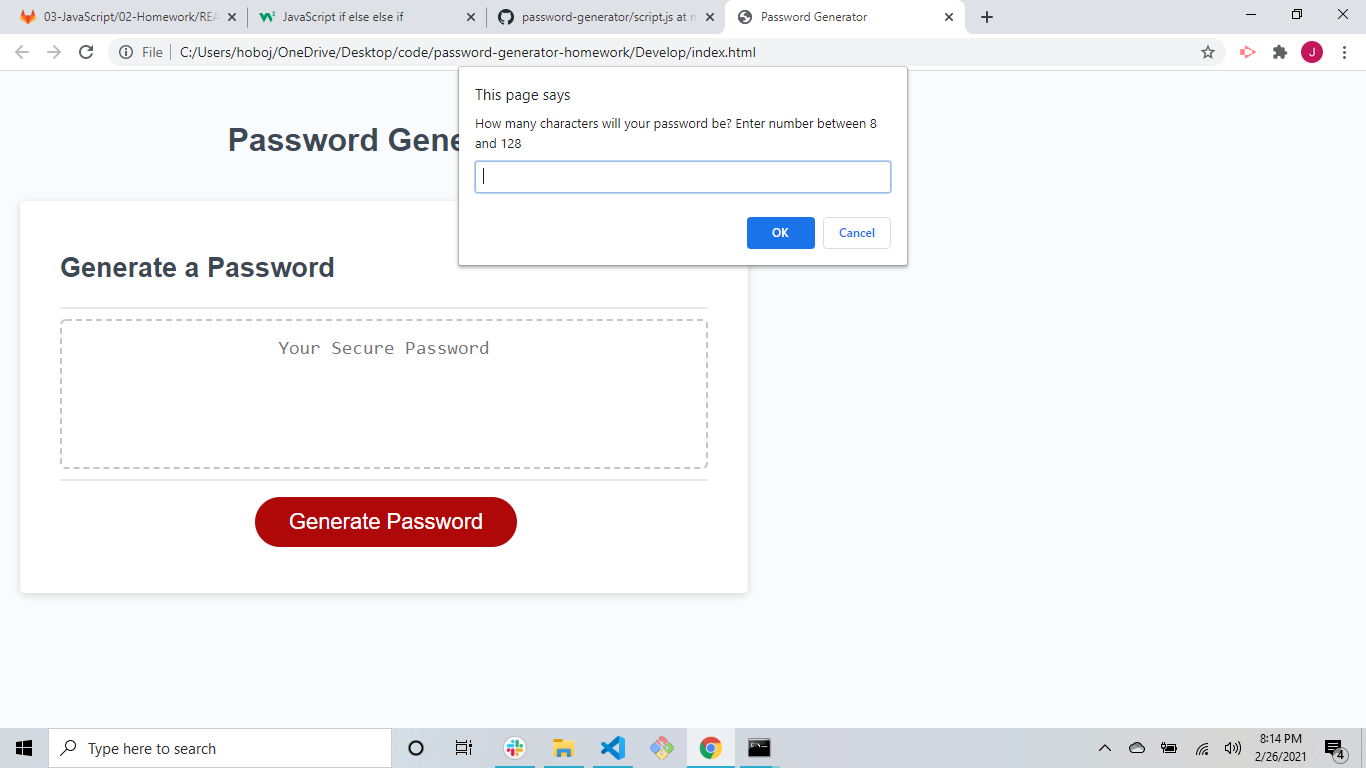 03-JavaScript/02-Homework/REA
JavaScript if else else if
password-generator/script.js at m
Password Generator
File
C:/Users/hoboj/OneDrive/Desktop/code/password-generator-homework/Develop/index.html
J
This page says
How many characters will your password be? Enter number between 8
and 128
OK
Cancel
Password Gene
Generate a Password
Your Secure Password
Generate Password
Type here to search
8:14 PM
2/26/2021
4